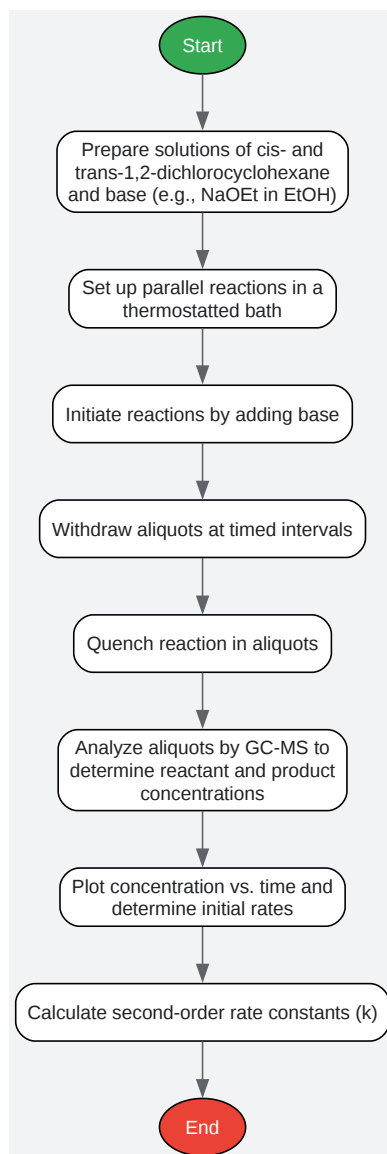 Start
Prepare solutions of cis- and
trans-1,2-dichlorocyclohexane
and base (e.g., NaOEt in EtOH)
Set up parallel reactions in a
thermostatted bath
Initiate reactions by adding base
Withdraw aliquots at timed intervals
Quench reaction in aliquots
Analyze aliquots by GC-MS to
determine reactant and product
concentrations
Plot concentration vs. time and
determine initial rates
Calculate second-order rate constants (k)
End